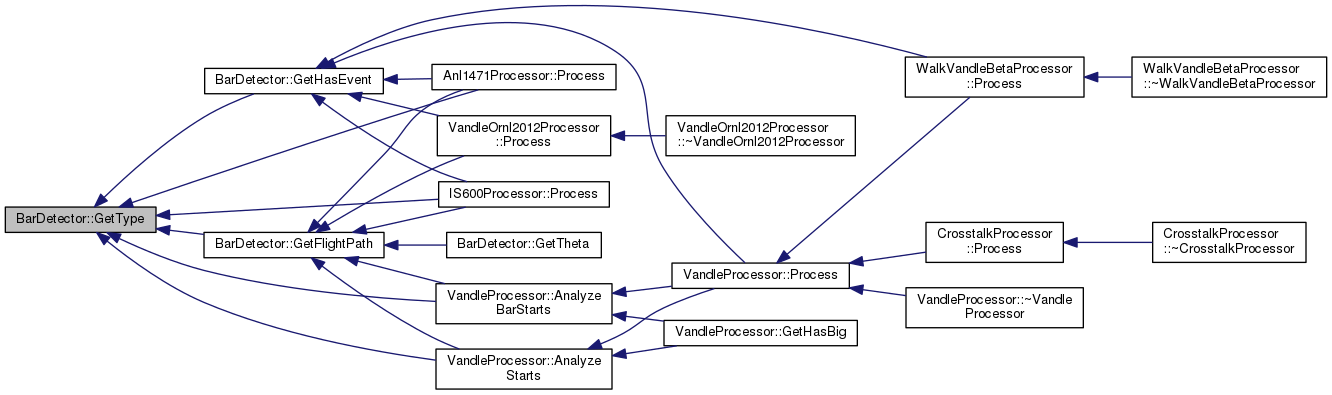 BarDetector::GetType
BarDetector::GetHasEvent
BarDetector::GetFlightPath
Anl1471Processor::Process
VandleOrnl2012Processor
::Process
IS600Processor::Process
BarDetector::GetTheta
VandleProcessor::Analyze
BarStarts
VandleProcessor::Analyze
Starts
VandleOrnl2012Processor
::~VandleOrnl2012Processor
VandleProcessor::Process
VandleProcessor::GetHasBig
WalkVandleBetaProcessor
::Process
CrosstalkProcessor
::Process
VandleProcessor::~Vandle
Processor
WalkVandleBetaProcessor
::~WalkVandleBetaProcessor
CrosstalkProcessor
::~CrosstalkProcessor